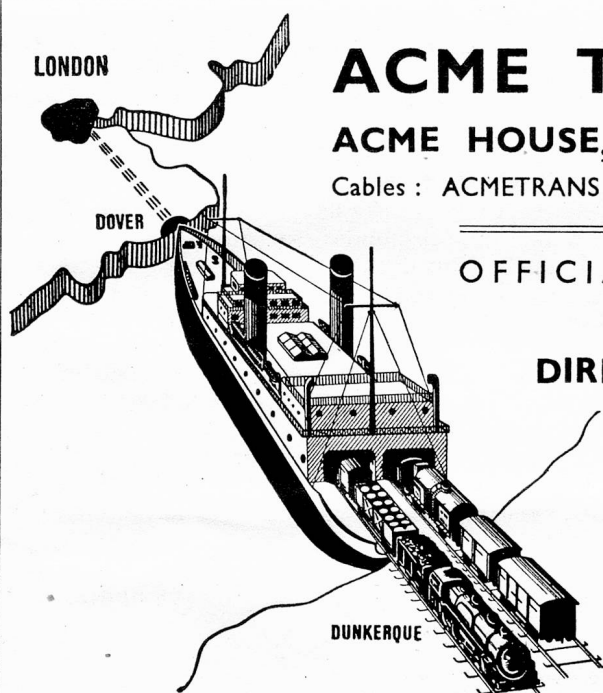 LONDON
ACME T
ACME HOUSE,
Cables : ACMETRANS
DOVER
OFFICI
DIR
DUNKERQUE